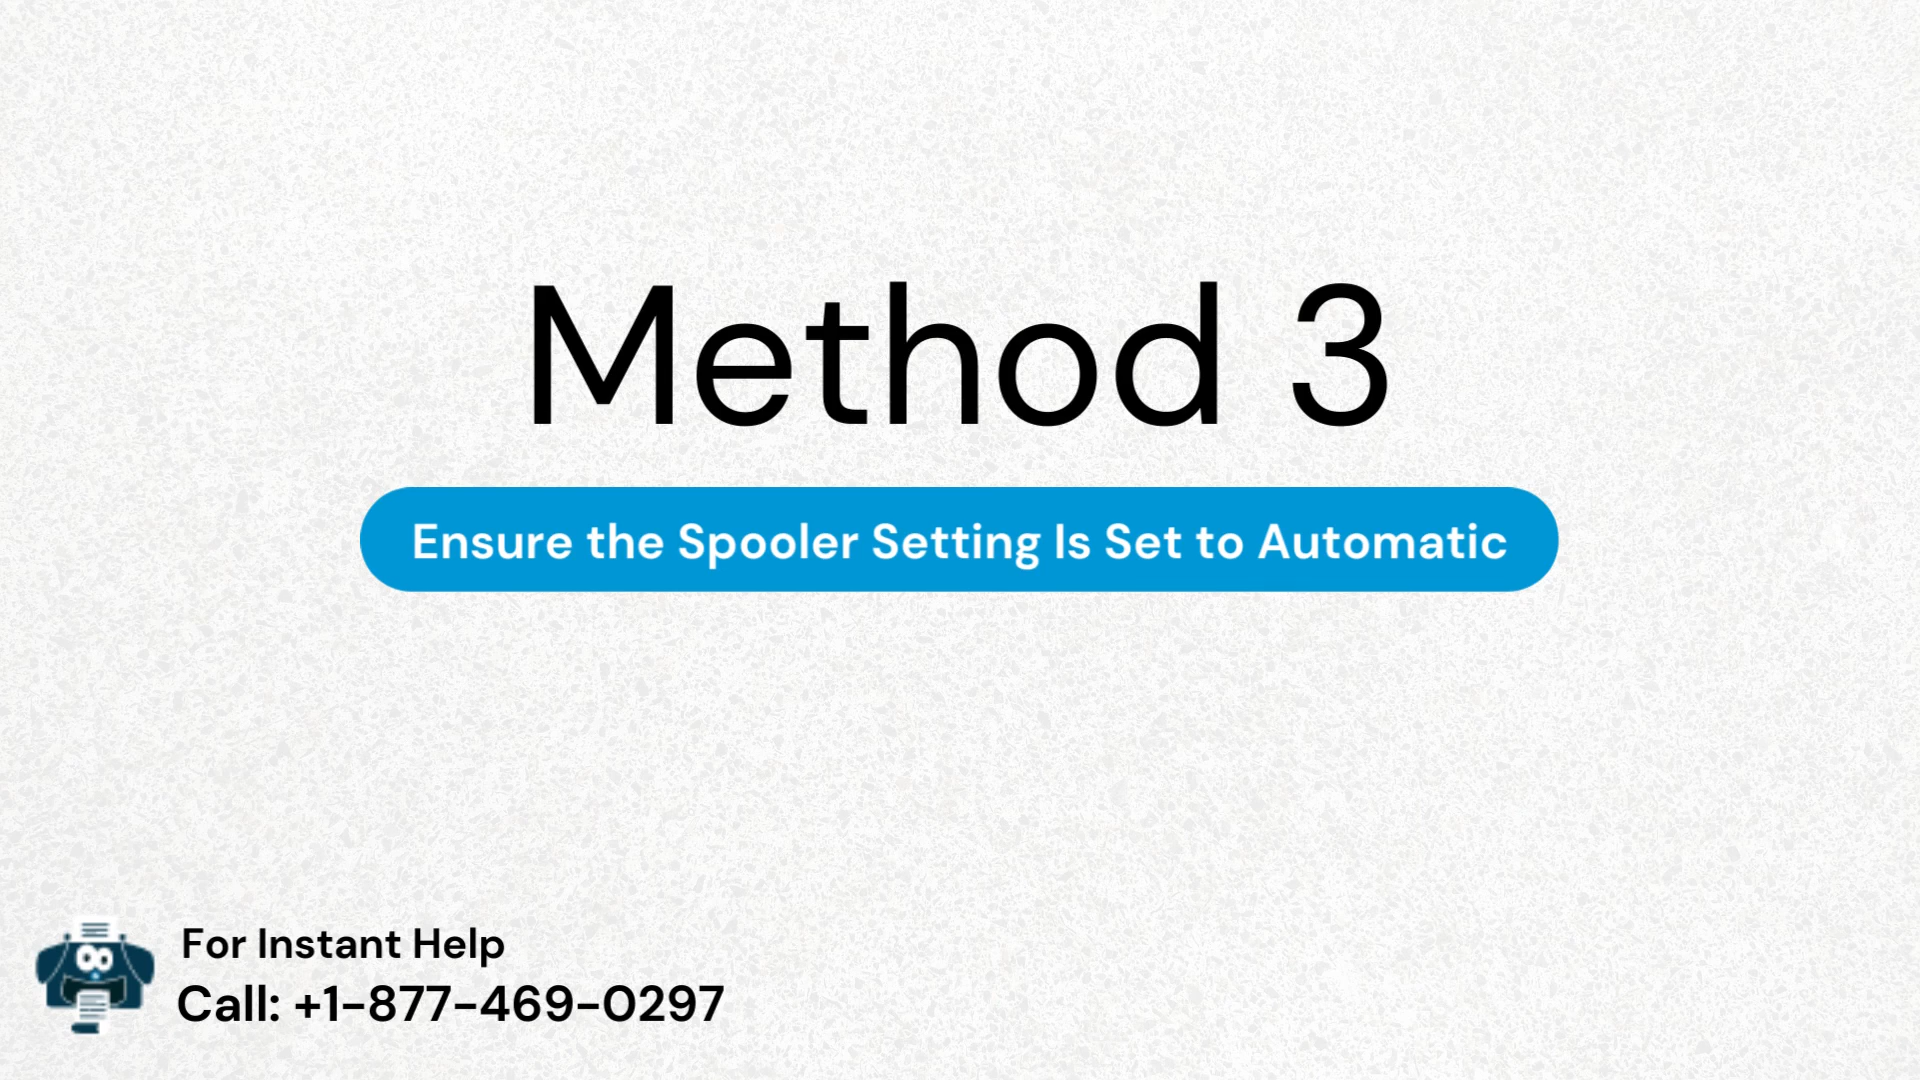 Method 3
Ensure the Spooler Setting Is Set to Automatic
For Instant Help
Call: +1-877-469-0297